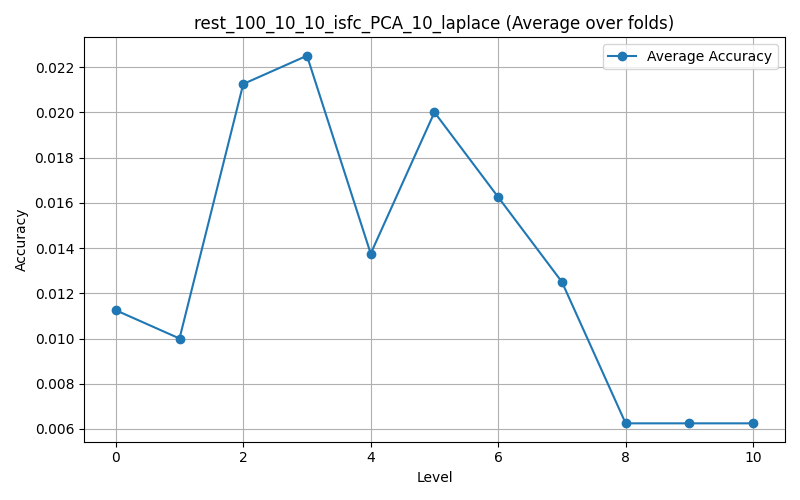 rest_100_10_10_isfc_PCA_10_laplace (Average over folds)
Average Accuracy
0.022
0.020
0.018
0.016
0.014
0.012
0.010
0.008
0.006
Accuracy
0 2 4 6 8 10
Level